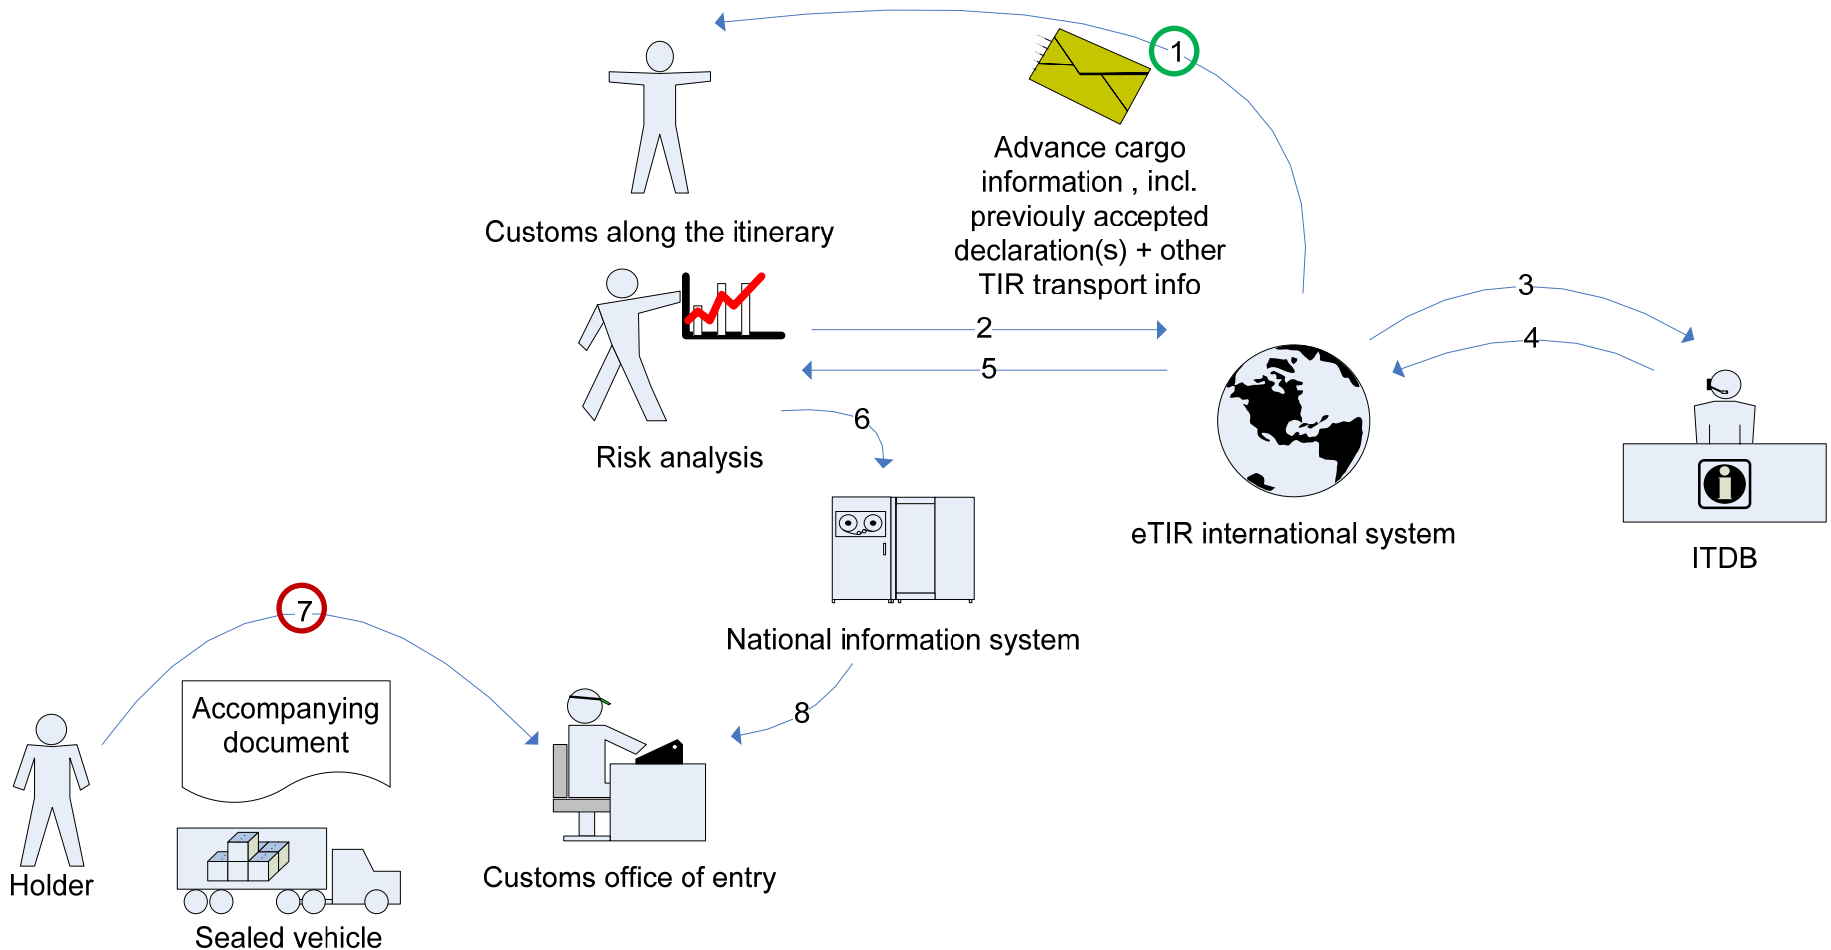 1
Advance cargo
information , incl.
previouly accepted
declaration(s) + other
TIR transport info
Customs along the itinerary
2
3
4
5
6
Risk analysis
eTIR international system
ITDB
National information system
7
8
Accompanying
document
Holder
Customs office of entry
Sealed vehicle